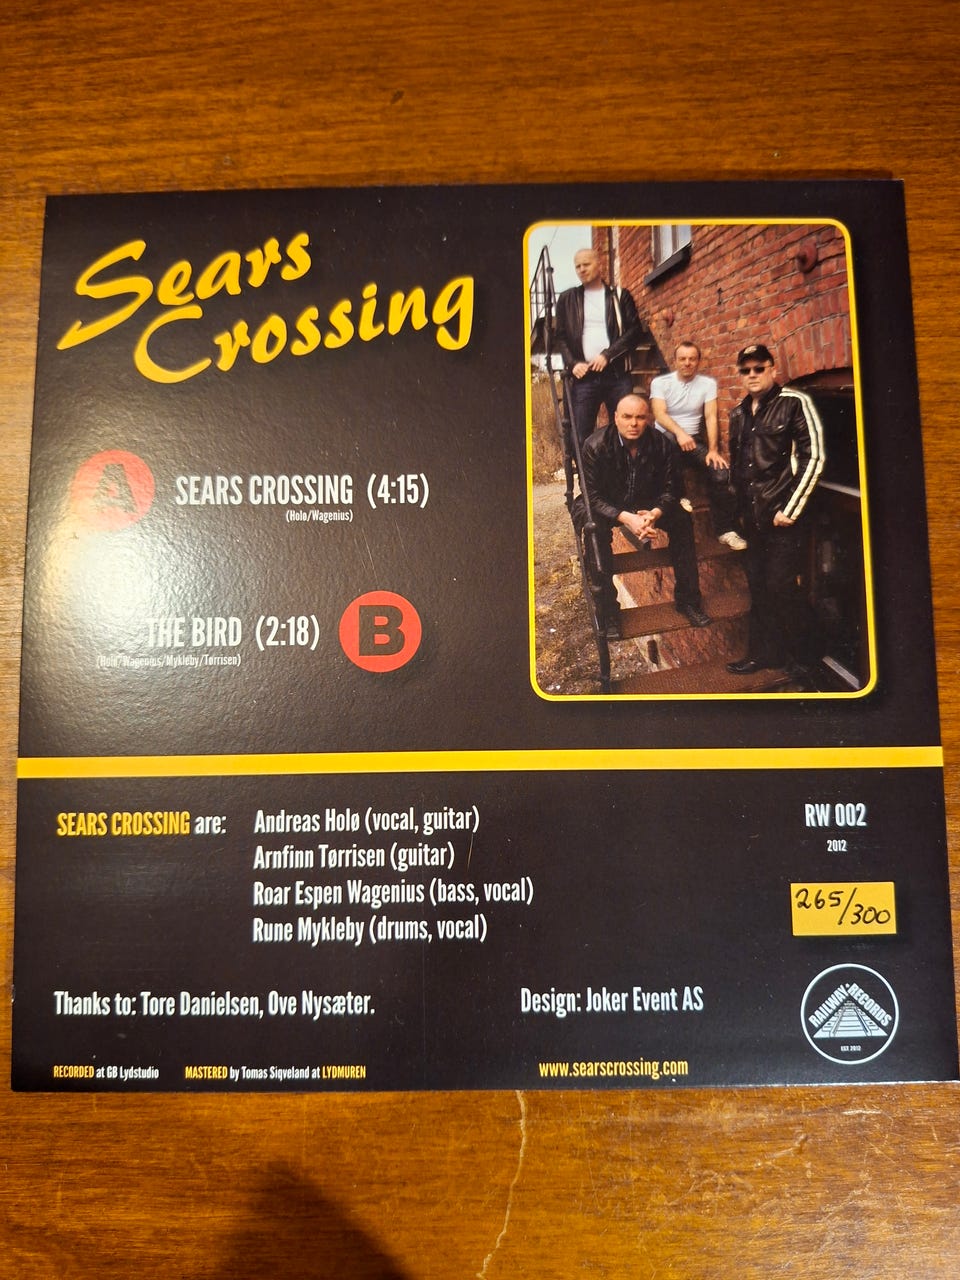 Sears
Crossing
A
SEARS CROSSING (4:15)
(Holø/Wagenius)
THE BIRD (2:18)
B
(Holø/Wagenius/Mykleby/Tørrisen)
SEARS CROSSING are:
Andreas Holø (vocal, guitar)
Arnfinn Tørrisen (guitar)
Roar Espen Wagenius (bass, vocal)
Rune Mykleby (drums, vocal)
RW 002
2012
265/300
Thanks to: Tore Danielsen, Ove Nysæter.
Design: Joker Event AS
RAILWAY RECORDS
EST. 2012
RECORDED at GB Lydstudio
MASTERED by Tomas Siqveland at LYDMUREN
www.searscrossing.com